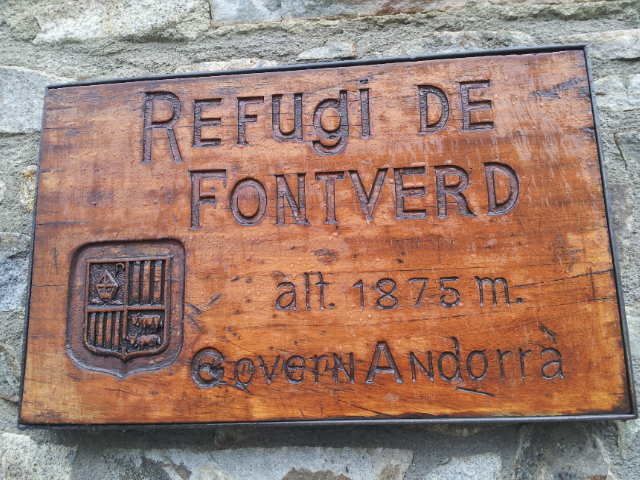 REFUgi DE
FONTVERD
alt. 1875 m.
Govern Andorrà